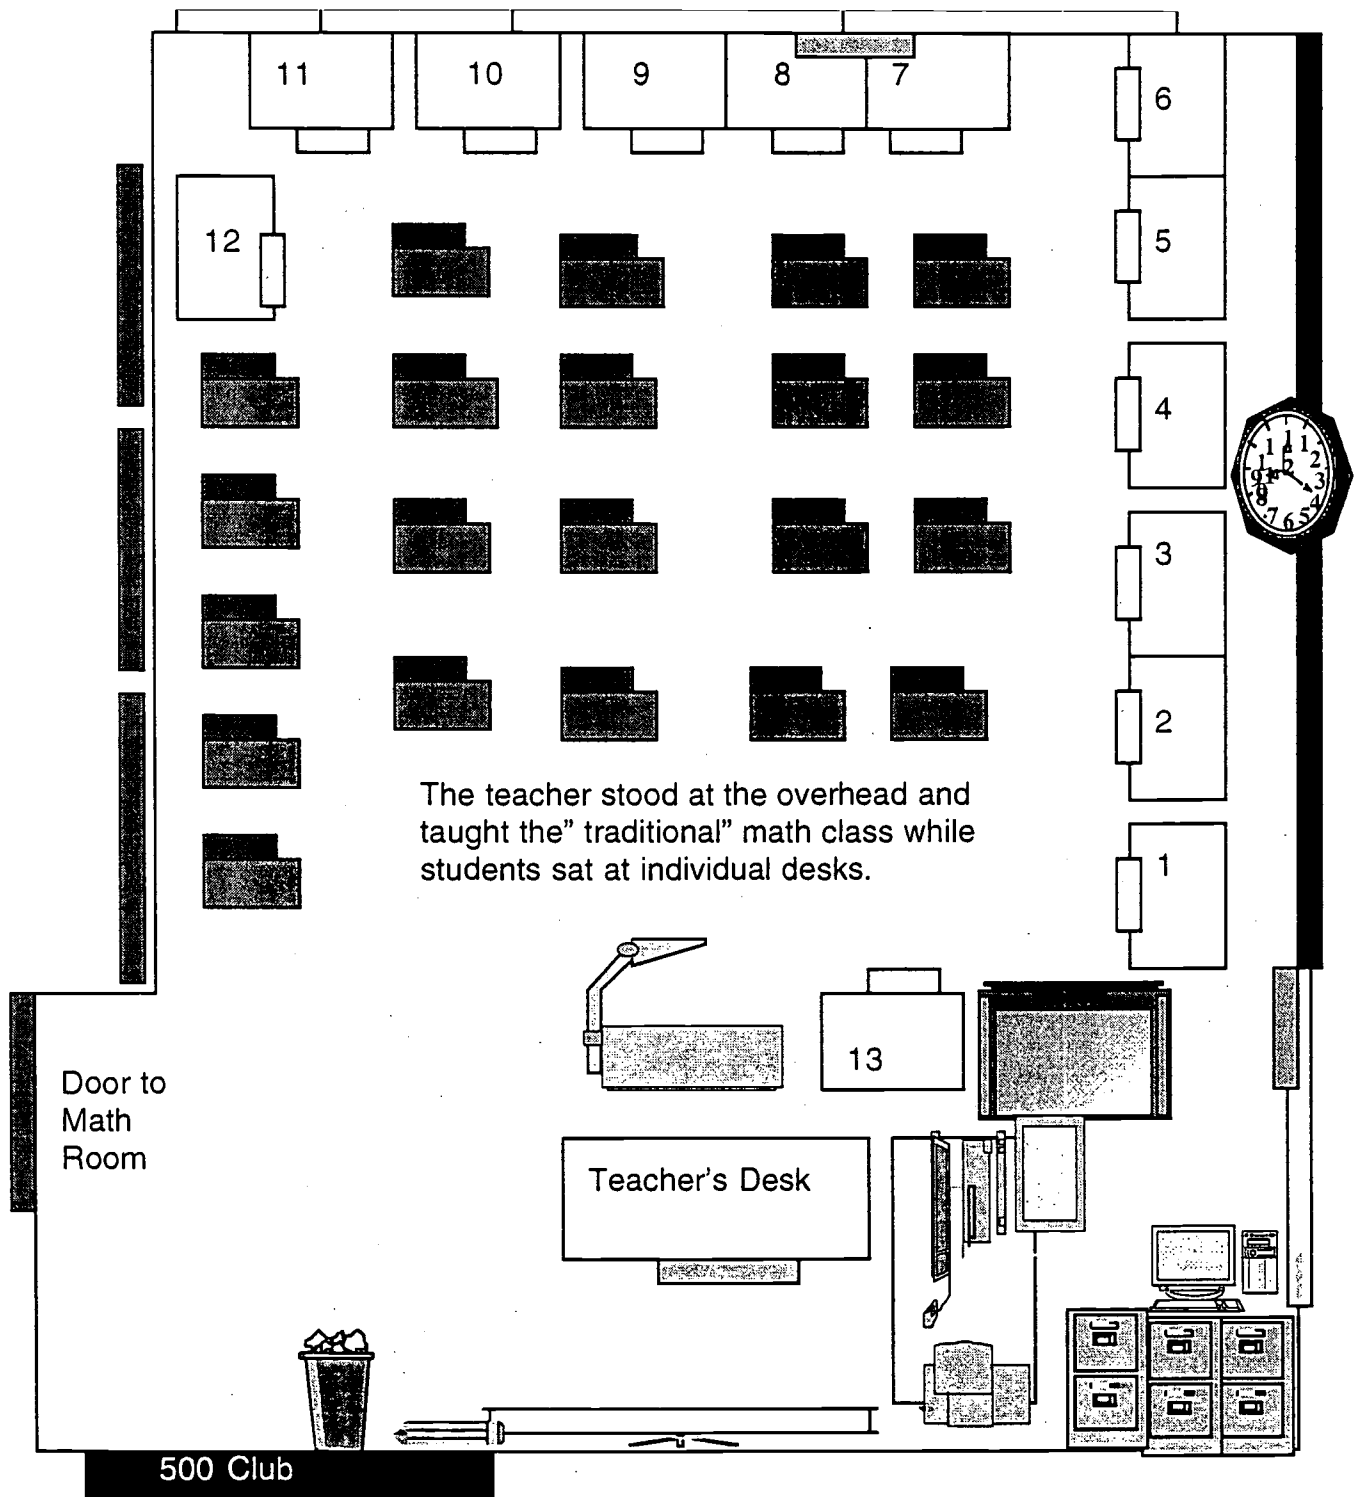 11
10
9
8
7
6
12
5
4
3
2
The teacher stood at the overhead and
taught the” traditional” math class while
students sat at individual desks.
1
13
Door to
Math
Room
Teacher's Desk
500 Club